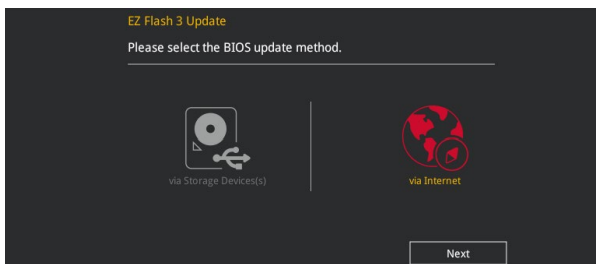 EZ Flash 3 Update
Please select the BIOS update method.
via Storage Devices(s)
via Internet
Next